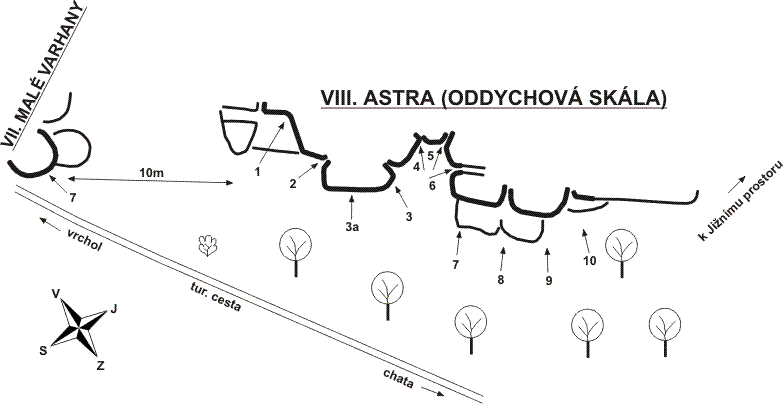 VII. MALÉ VARHANY
VIII. ASTRA (ODDYCHOVÁ SKÁLA)
10m
7
1
2
3a
3
4
5
6
7
8
9
10
k Jižnímu prostoru
vrchol
tur. cesta
chata
V
J
S
Z